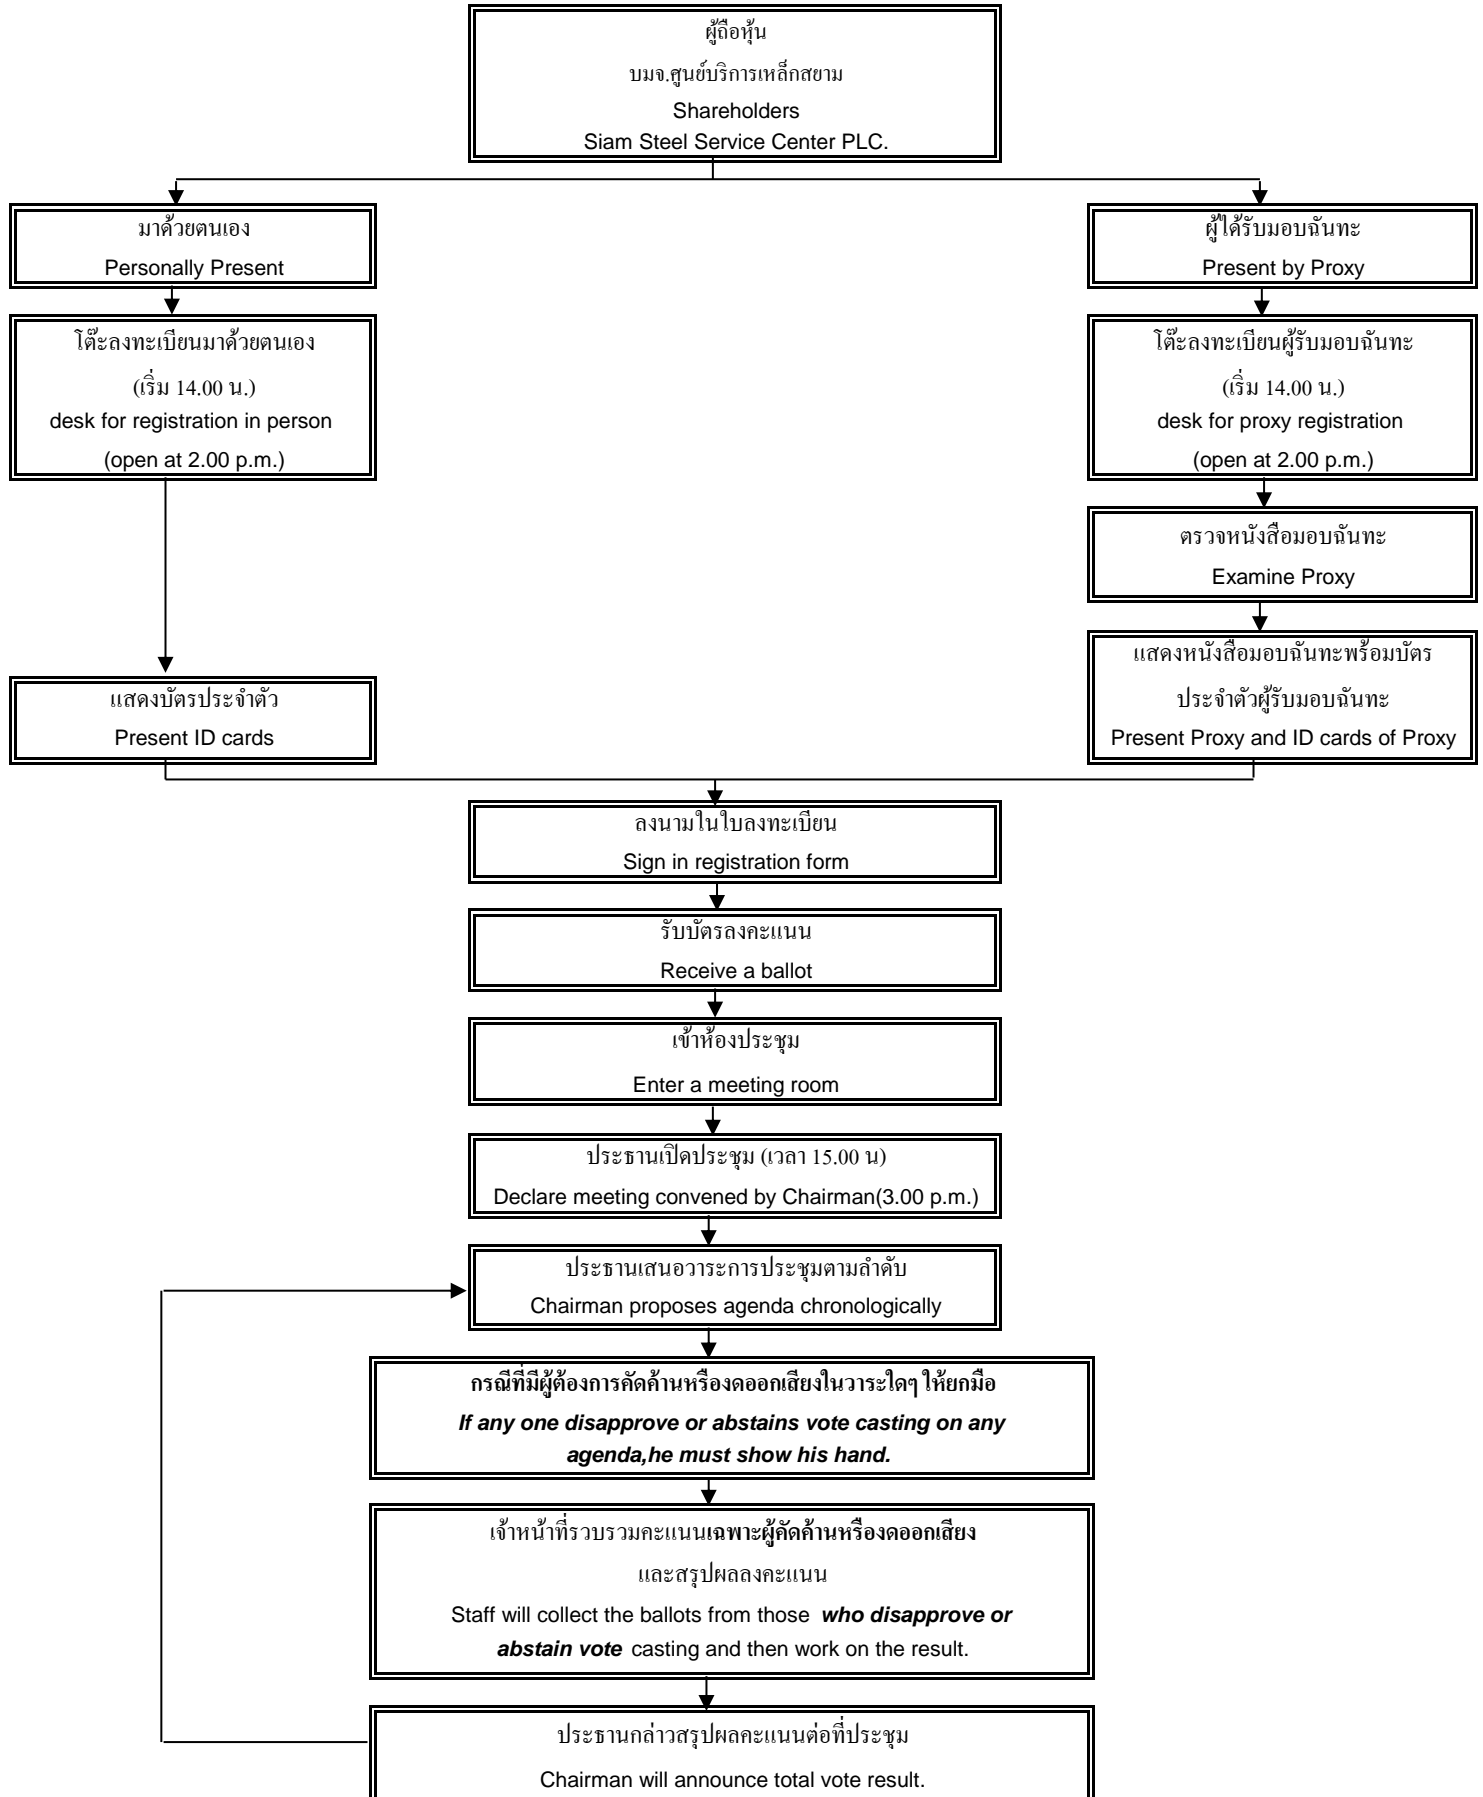 ผู้ถือหุ้น
บมจ.ศูนย์บริการเหล็กสยาม
Shareholders
Siam Steel Service Center PLC.
มาด้วยตนเอง
Personally Present
ผู้ได้รับมอบฉันทะ
Present by Proxy
โต๊ะลงทะเบียนมาด้วยตนเอง
(เริ่ม 14.00 น.)
desk for registration in person
(open at 2.00 p.m.)
โต๊ะลงทะเบียนผู้รับมอบฉันทะ
(เริ่ม 14.00 น.)
desk for proxy registration
(open at 2.00 p.m.)
ตรวจหนังสือมอบฉันทะ
Examine Proxy
แสดงบัตรประจำตัว
Present ID cards
แสดงหนังสือมอบฉันทะพร้อมบัตร
ประจำตัวผู้รับมอบฉันทะ
Present Proxy and ID cards of Proxy
ลงนามในใบลงทะเบียน
Sign in registration form
รับบัตรลงคะแนน
Receive a ballot
เข้าห้องประชุม
Enter a meeting room
ประธานเปิดประชุม (เวลา 15.00 น)
Declare meeting convened by Chairman(3.00 p.m.)
ประธานเสนอวาระการประชุมตามลำดับ
Chairman proposes agenda chronologically
กรณีที่มีผู้ต้องการคัดค้านหรืองดออกเสียงในวาระใดๆ ให้ยกมือ
If any one disapprove or abstains vote casting on any
agenda,he must show his hand.
เจ้าหน้าที่รวบรวมคะแนนเฉพาะผู้คัดค้านหรืองดออกเสียง
และสรุปผลลงคะแนน
Staff will collect the ballots from those who disapprove or
abstain vote casting and then work on the result.
ประธานกล่าวสรุปผลคะแนนต่อที่ประชุม
Chairman will announce total vote result.